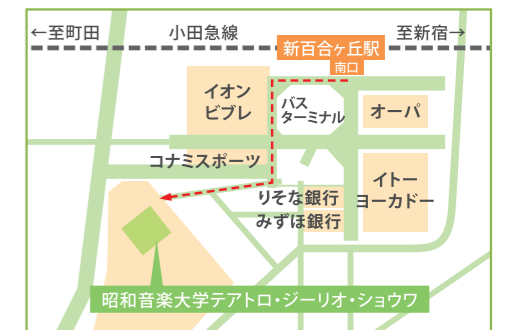 ←至町田
小田急線
至新宿→
新百合ヶ丘駅
南口
イオン
ビブレ
バス
ターミナル
オーパ
コナミスポーツ
イトー
ヨーカドー
りそな銀行
みずほ銀行
昭和音楽大学テアトロ・ジーリオ・ショウワ